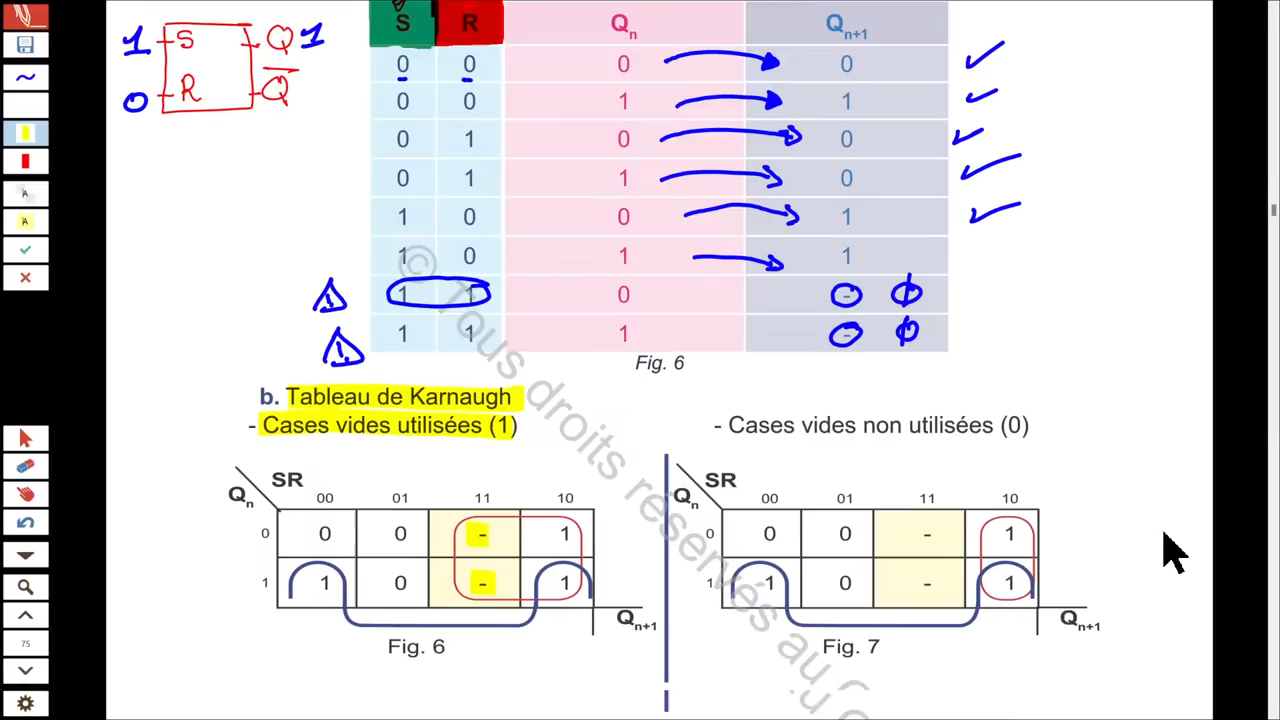 S R Qn Qn+1
1 S Q 1
0 R Q̅
0 0 0 0
0 0 1 1
0 1 0 0
0 1 1 0
1 0 0 1
1 0 1 1
1 1 0 - ϕ
1 1 1 - ϕ
Fig. 6
b. Tableau de Karnaugh
- Cases vides utilisées (1)
SR
Qn
00 01 11 10
0 0 0 - 1
1 1 0 - 1
Qn+1
Fig. 6
- Cases vides non utilisées (0)
SR
Qn
00 01 11 10
0 0 0 - 1
1 1 0 - 1
Qn+1
Fig. 7
© Tous droits réservés au
75